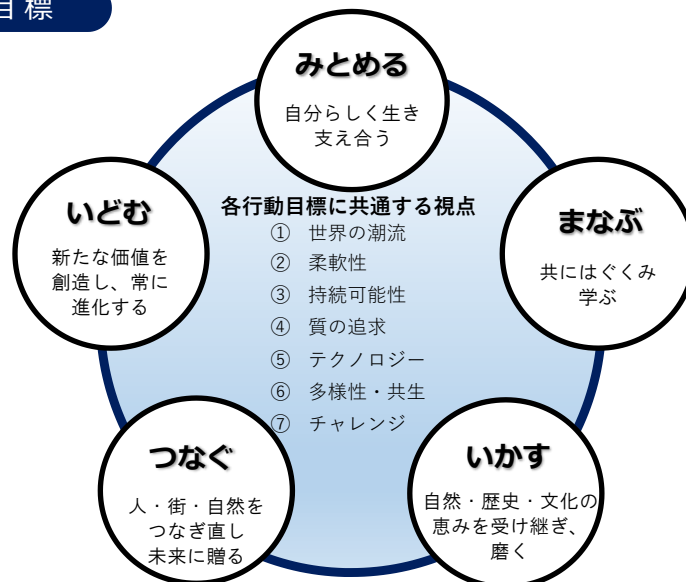 目標
みとめる
自分らしく生き
支え合う
いどむ
新たな価値を
創造し、常に
進化する
まなぶ
共にはぐくみ
学ぶ
各行動目標に共通する視点
① 世界の潮流
② 柔軟性
③ 持続可能性
④ 質の追求
⑤ テクノロジー
⑥ 多様性・共生
⑦ チャレンジ
つなぐ
人・街・自然を
つなぎ直し
未来に贈る
いかす
自然・歴史・文化の
恵みを受け継ぎ、
磨く